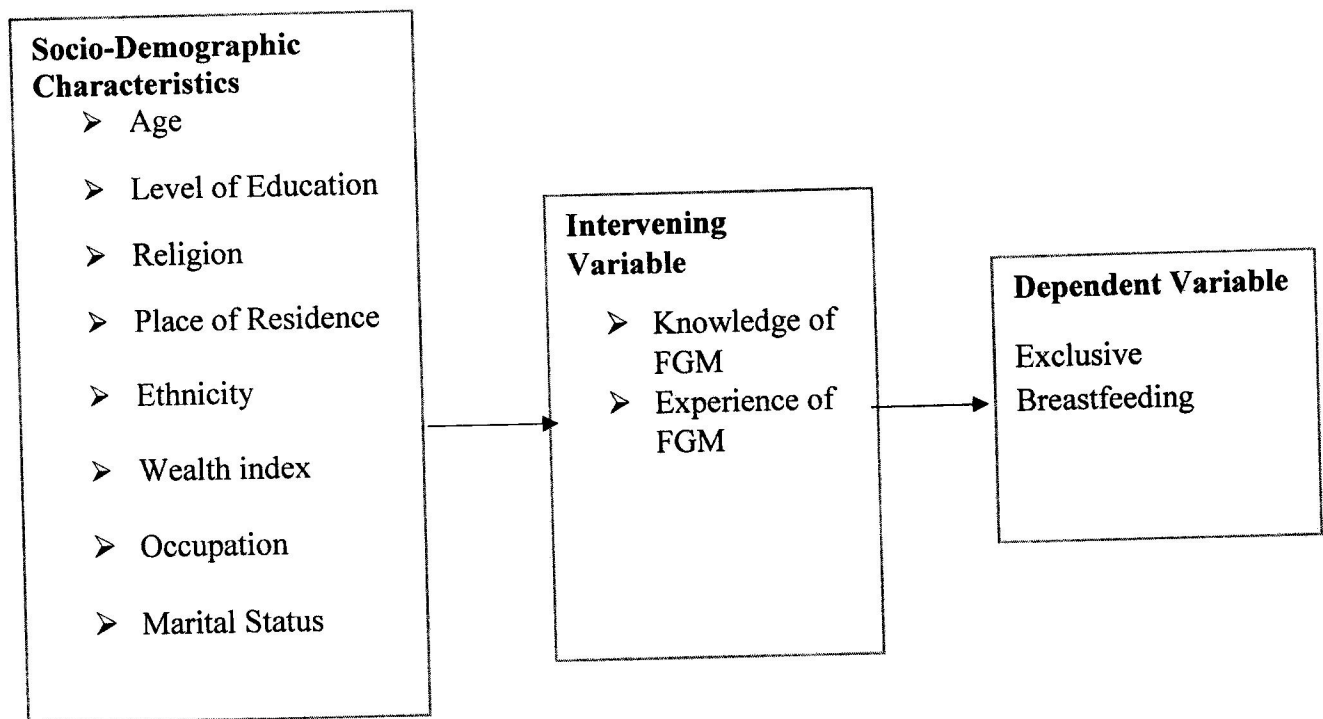 Socio-Demographic
Characteristics
➢ Age
➢ Level of Education
➢ Religion
➢ Place of Residence
➢ Ethnicity
➢ Wealth index
➢ Occupation
➢ Marital Status
Intervening
Variable
➢ Knowledge of
FGM
➢ Experience of
FGM
Dependent Variable
Exclusive
Breastfeeding